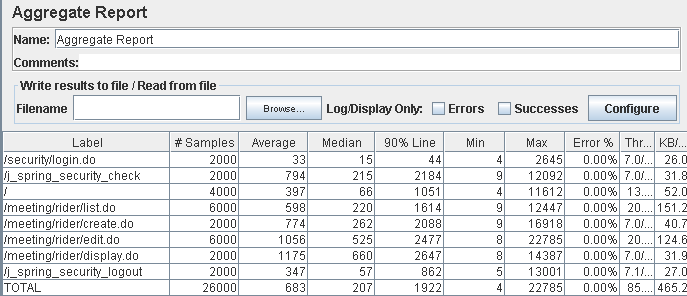 Aggregate Report
Name: Aggregate Report
Comments:
Write results to file / Read from file
Filename Browse... Log/Display Only: Errors Successes Configure
Label # Samples Average Median 90% Line Min Max Error % Thr... KB/...
/security/login.do 2000 33 15 44 4 2645 0.00% 7.0/... 26.0
/j_spring_security_check 2000 794 215 2184 9 12092 0.00% 7.0/... 31.8
/ 4000 397 66 1051 4 11612 0.00% 13.... 52.0
/meeting/rider/list.do 6000 598 220 1614 9 12447 0.00% 20.... 151.2
/meeting/rider/create.do 2000 774 262 2088 9 16918 0.00% 7.0/... 40.7
/meeting/rider/edit.do 6000 1056 525 2477 8 22785 0.00% 20.... 124.6
/meeting/rider/display.do 2000 1175 660 2647 8 14387 0.00% 7.0/... 31.9
/j_spring_security_logout 2000 347 57 862 5 13001 0.00% 7.1/... 27.0
TOTAL 26000 683 207 1922 4 22785 0.00% 85.... 465.2